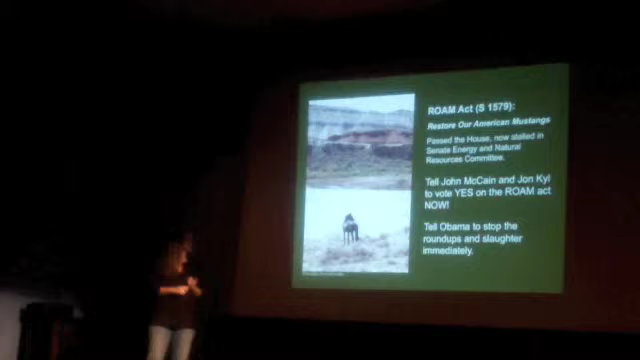 ROAM Act (S 1579):
Restore Our American Mustangs
Passed the House, now stalled in
Senate Energy and Natural
Resources Committee.
Tell John McCain and Jon Kyl
to vote YES on the ROAM act
NOW!
Tell Obama to stop the
roundups and slaughter
immediately.